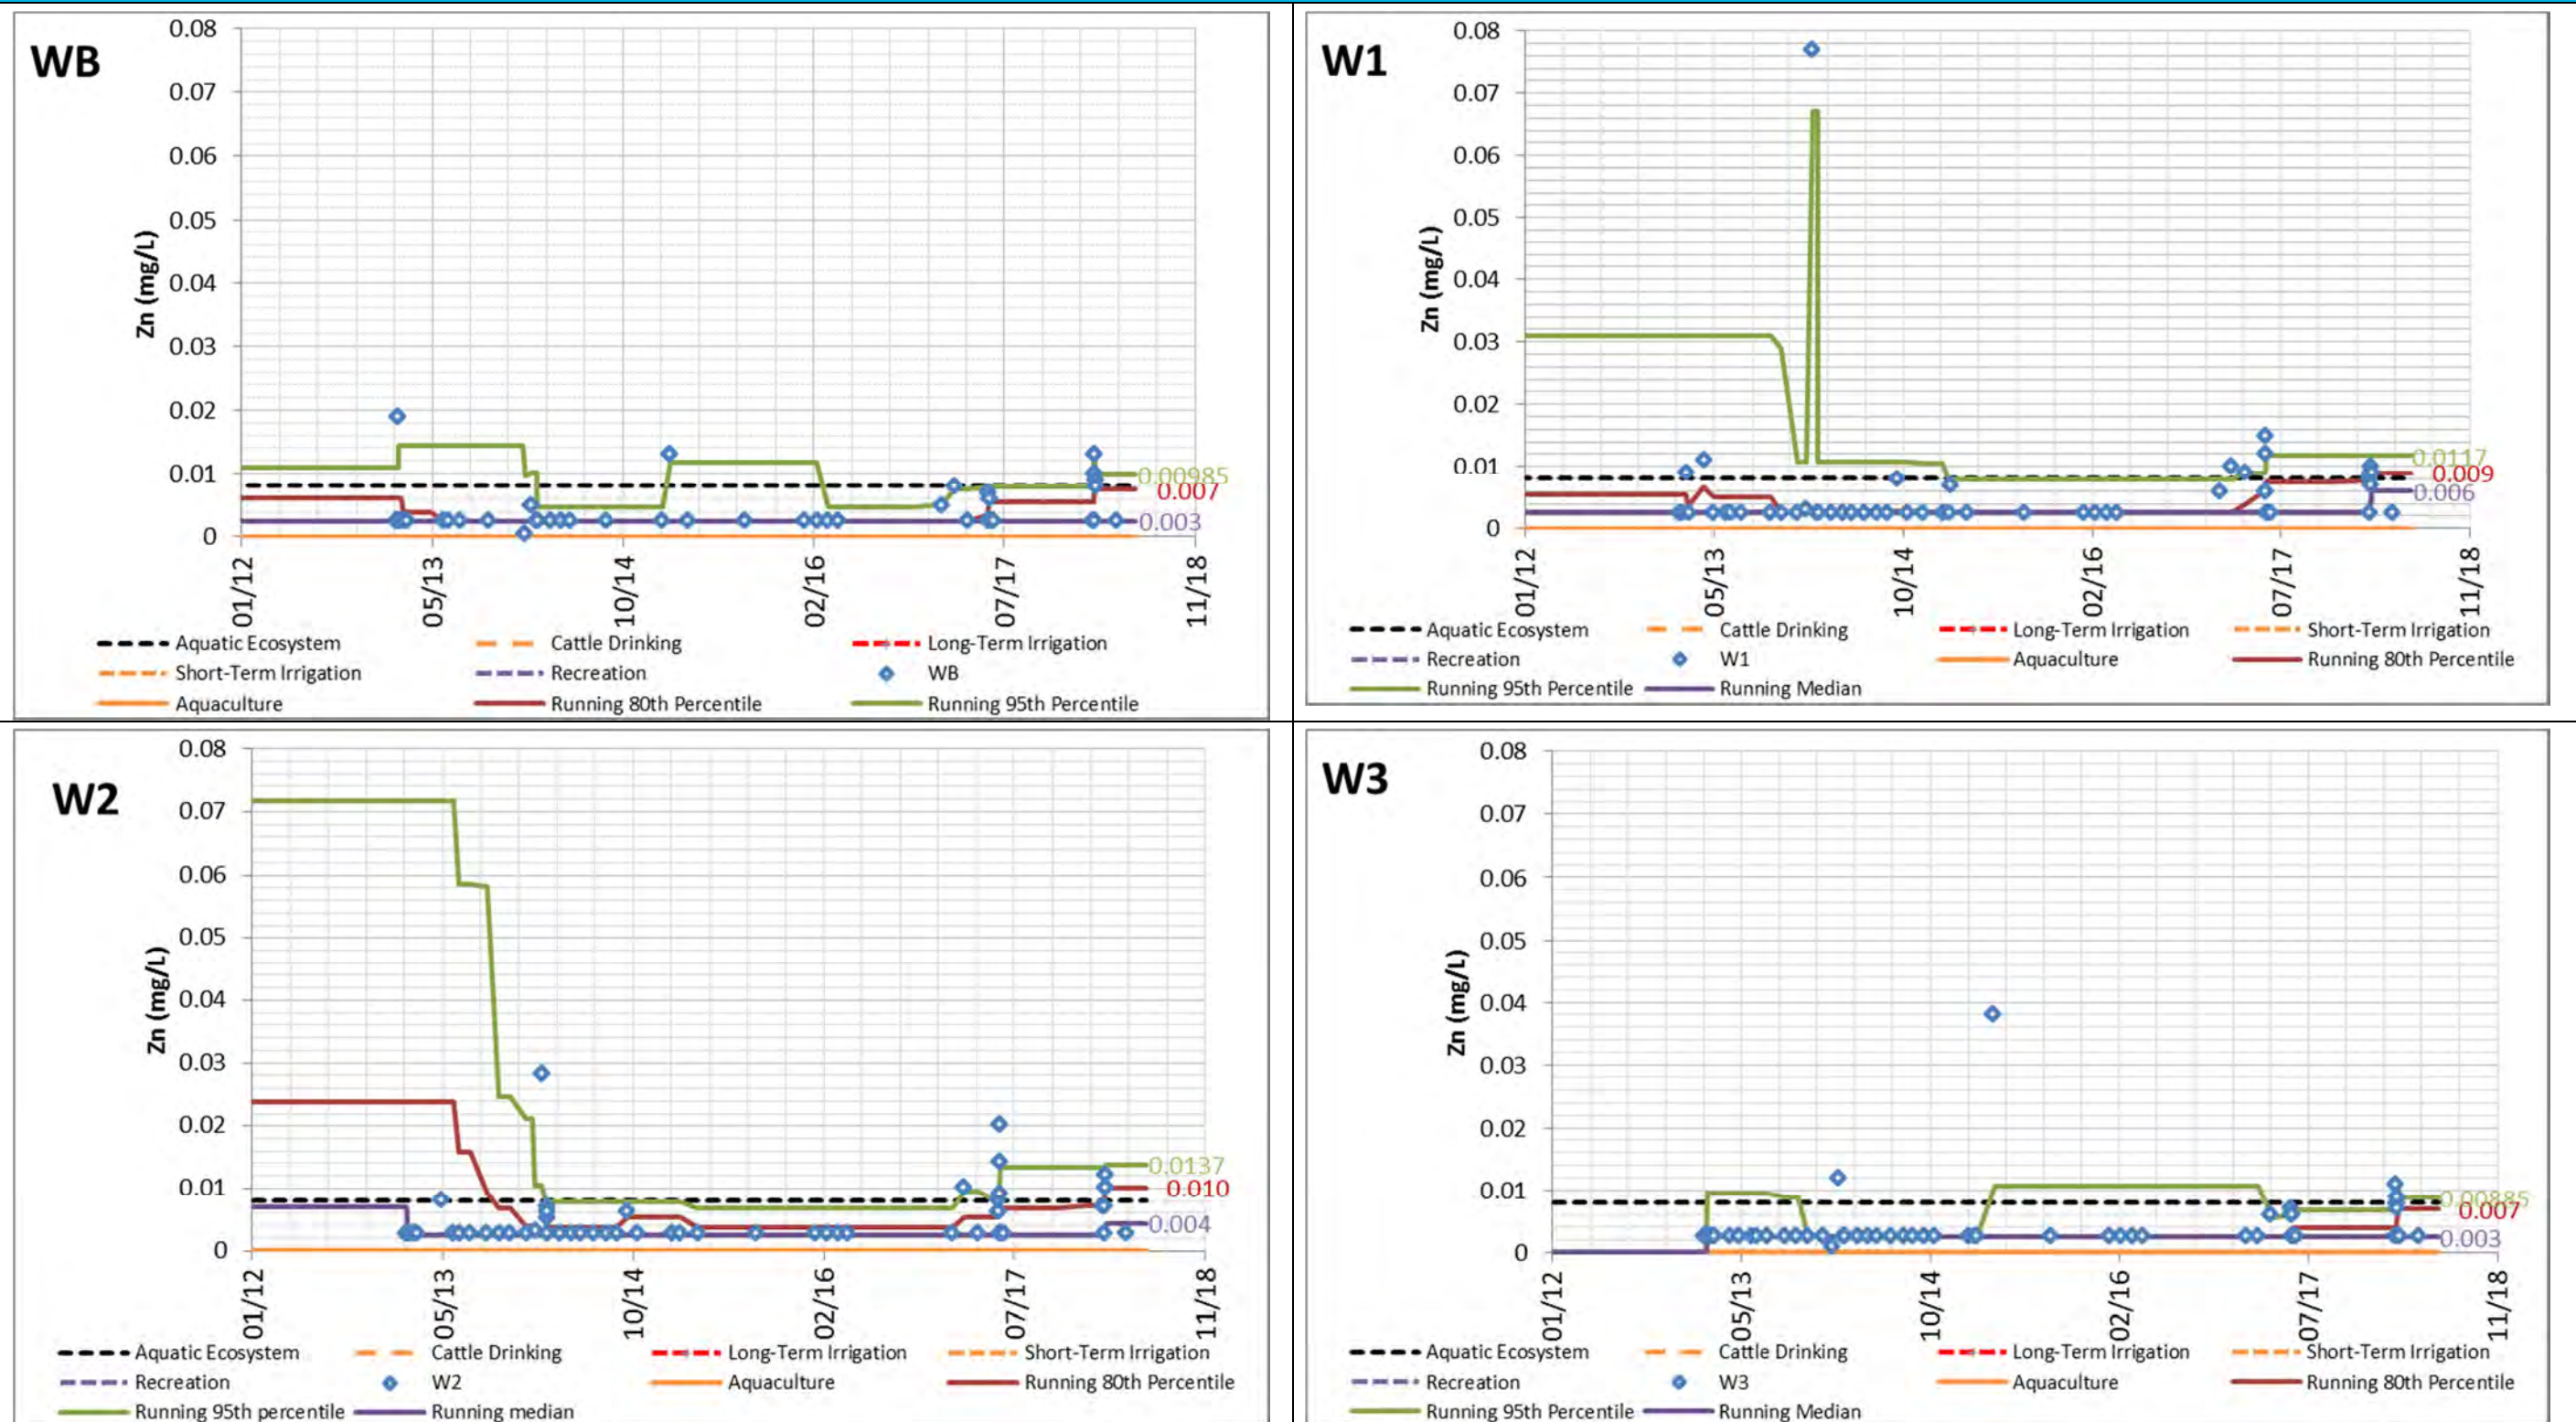 WB
Zn (mg/L)
0.08
0.07
0.06
0.05
0.04
0.03
0.02
0.01
0
0.00985
0.007
0.003
01/12 05/13 10/14 02/16 07/17 11/18
Aquatic Ecosystem Cattle Drinking Long-Term Irrigation
Short-Term Irrigation Recreation WB
Aquaculture Running 80th Percentile Running 95th Percentile
W1
Zn (mg/L)
0.08
0.07
0.06
0.05
0.04
0.03
0.02
0.01
0
0.0117
0.009
0.006
01/12 05/13 10/14 02/16 07/17 11/18
Aquatic Ecosystem Cattle Drinking Long-Term Irrigation Short-Term Irrigation
Recreation W1 Aquaculture Running 80th Percentile
Running 95th Percentile Running Median
W2
Zn (mg/L)
0.08
0.07
0.06
0.05
0.04
0.03
0.02
0.01
0
0.0137
0.010
0.004
01/12 05/13 10/14 02/16 07/17 11/18
Aquatic Ecosystem Cattle Drinking Long-Term Irrigation Short-Term Irrigation
Recreation W2 Aquaculture Running 80th Percentile
Running 95th percentile Running median
W3
Zn (mg/L)
0.08
0.07
0.06
0.05
0.04
0.03
0.02
0.01
0
0.00885
0.007
0.003
01/12 05/13 10/14 02/16 07/17 11/18
Aquatic Ecosystem Cattle Drinking Long-Term Irrigation Short-Term Irrigation
Recreation W3 Aquaculture Running 80th Percentile
Running 95th Percentile Running Median